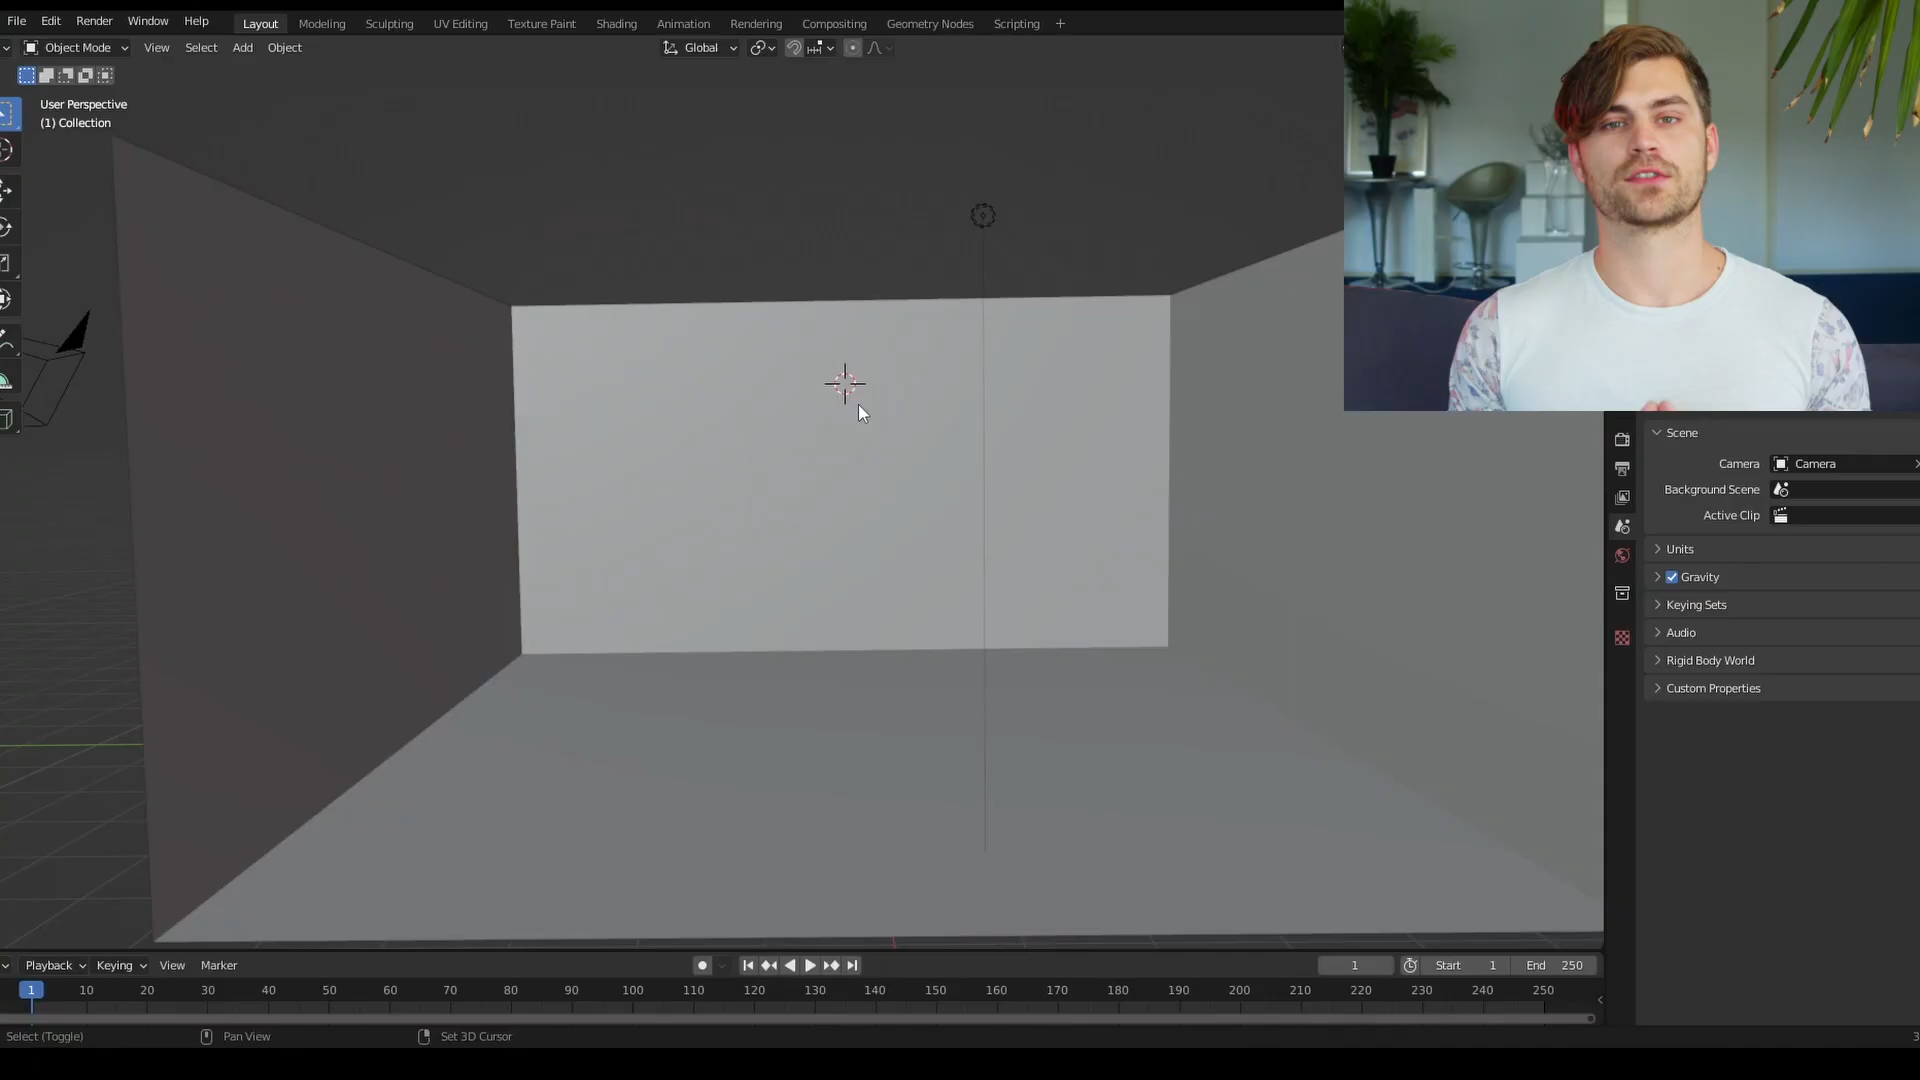 File Edit Render Window Help Layout Modeling Sculpting UV Editing Texture Paint Shading Animation Rendering Compositing Geometry Nodes Scripting +
Object Mode View Select Add Object Global
User Perspective
(1) Collection
Scene
Camera Camera
Background Scene
Active Clip
Units
Gravity
Keying Sets
Audio
Rigid Body World
Custom Properties
Playback Keying View Marker 1 Start 1 End 250
1 10 20 30 40 50 60 70 80 90 100 110 120 130 140 150 160 170 180 190 200 210 220 230 240 250
Select (Toggle) Pan View Set 3D Cursor 3